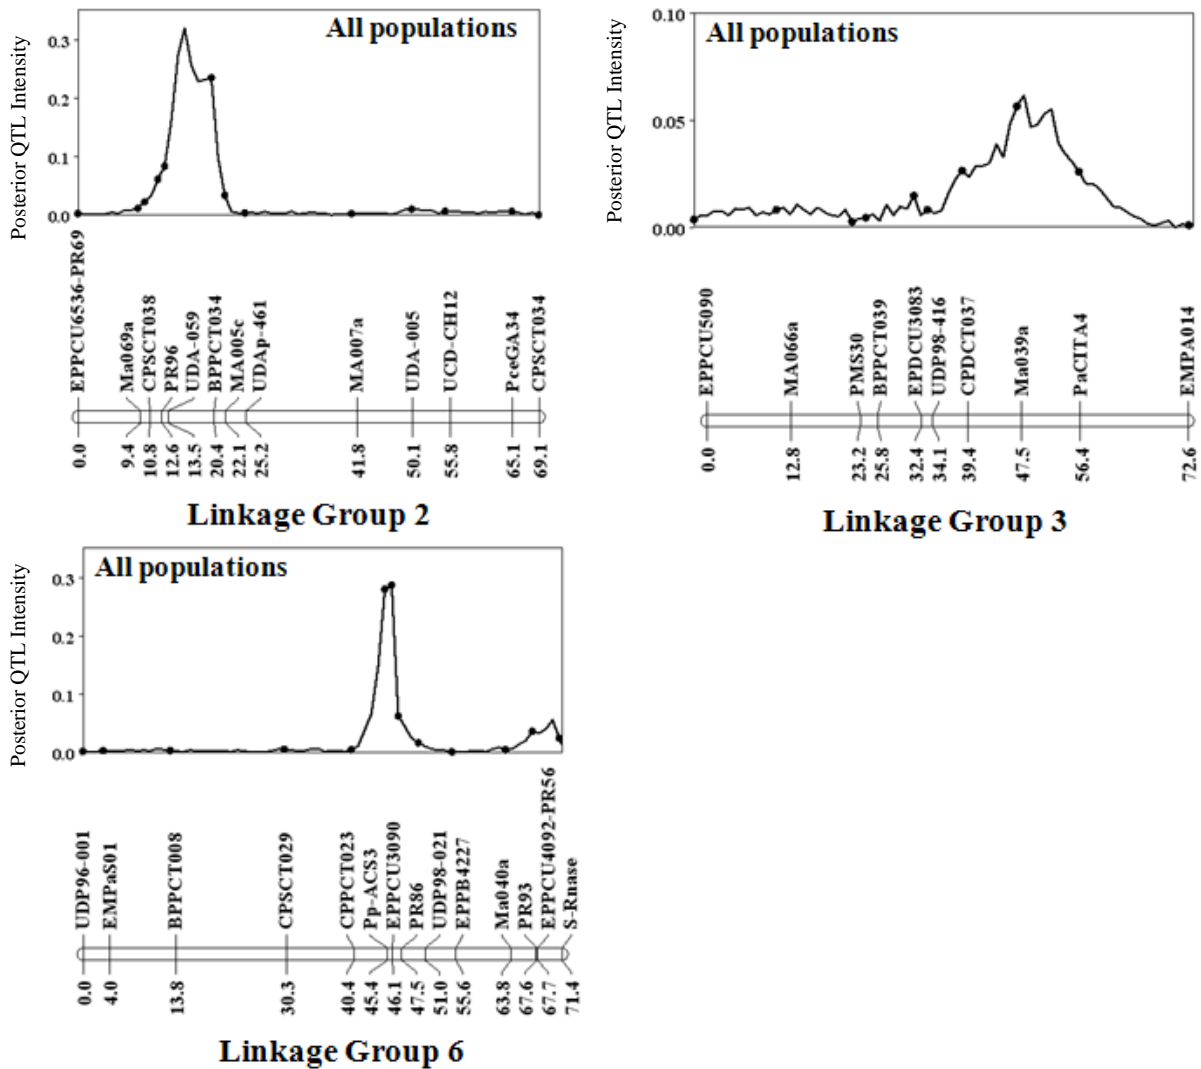 All populations
Posterior QTL Intensity
0.3
0.2
0.1
0.0
EPPCU6536-PR69
Ma069a
CPSCT038
PR96
UDA-059
BPPCT034
MA005c
UDAp-461
MA007a
UDA-005
UCD-CH12
PceGA34
CPSCT034
0.0
9.4
10.8
12.6
13.5
20.4
22.1
25.2
41.8
50.1
55.8
65.1
69.1
Linkage Group 2
All populations
Posterior QTL Intensity
0.10
0.05
0.00
EPPCU5090
MA066a
PMS30
BPPCT039
EPDCU3083
UDP98-416
CPDCT037
Ma039a
PaCITA4
EMPA014
0.0
12.8
23.2
25.8
32.4
34.1
39.4
47.5
56.4
72.6
Linkage Group 3
All populations
Posterior QTL Intensity
0.3
0.2
0.1
0.0
UDP96-001
EMPaS01
BPPCT008
CPSCT029
CPPCT023
Pp-ACS3
EPPCU3090
PR86
UDP98-021
EPPB4227
Ma040a
PR93
EPPCU4092-PR56
S-Rnase
0.0
4.0
13.8
30.3
40.4
45.4
46.1
47.5
51.0
55.6
63.8
67.6
67.7
71.4
Linkage Group 6